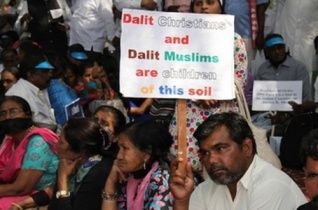 Dalit Christians
and
Dalit Muslims
are children
of this soil